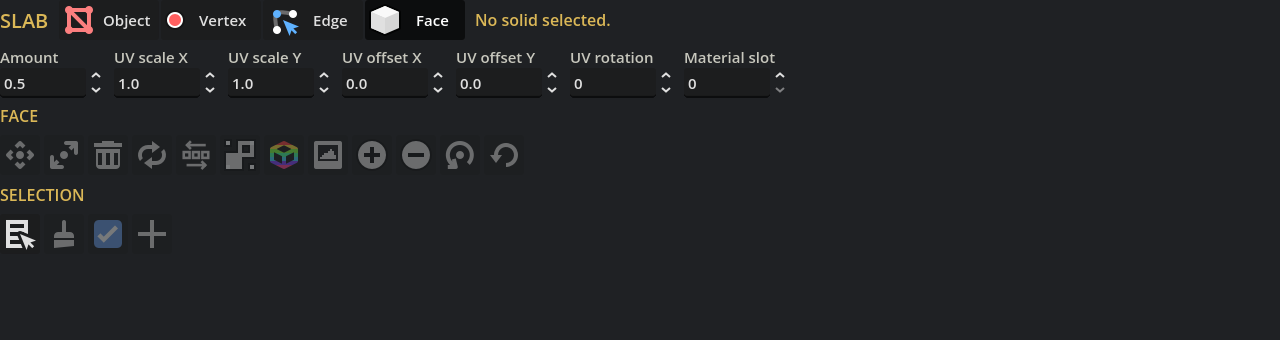 SLAB Object Vertex Edge Face No solid selected.
Amount UV scale X UV scale Y UV offset X UV offset Y UV rotation Material slot
0.5 1.0 1.0 0.0 0.0 0 0
FACE
SELECTION